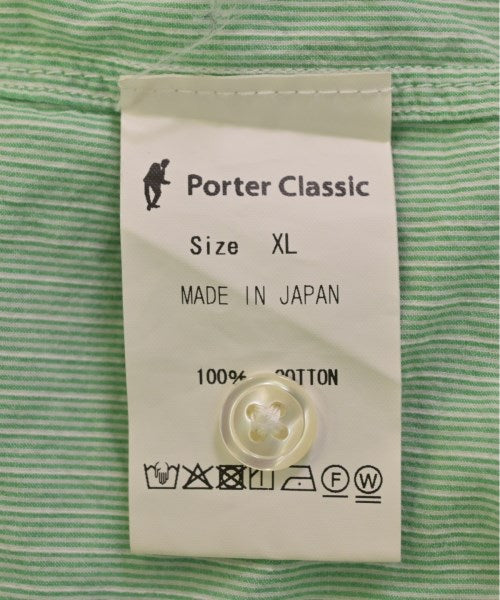 Porter Classic
Size XL
MADE IN JAPAN
100% COTTON
F W